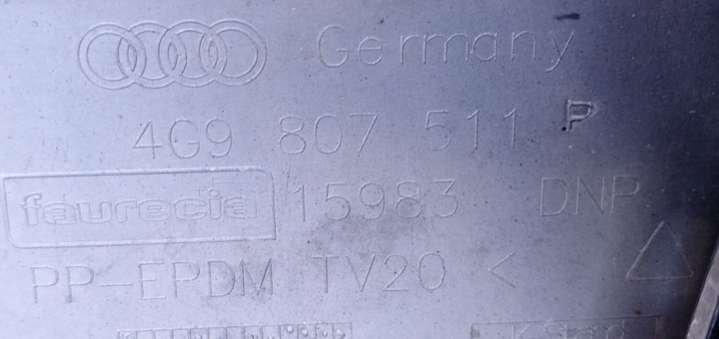 Germany
4G9 807 511 P
faurecia 15983 DNP
PP-EPDM TV20 <